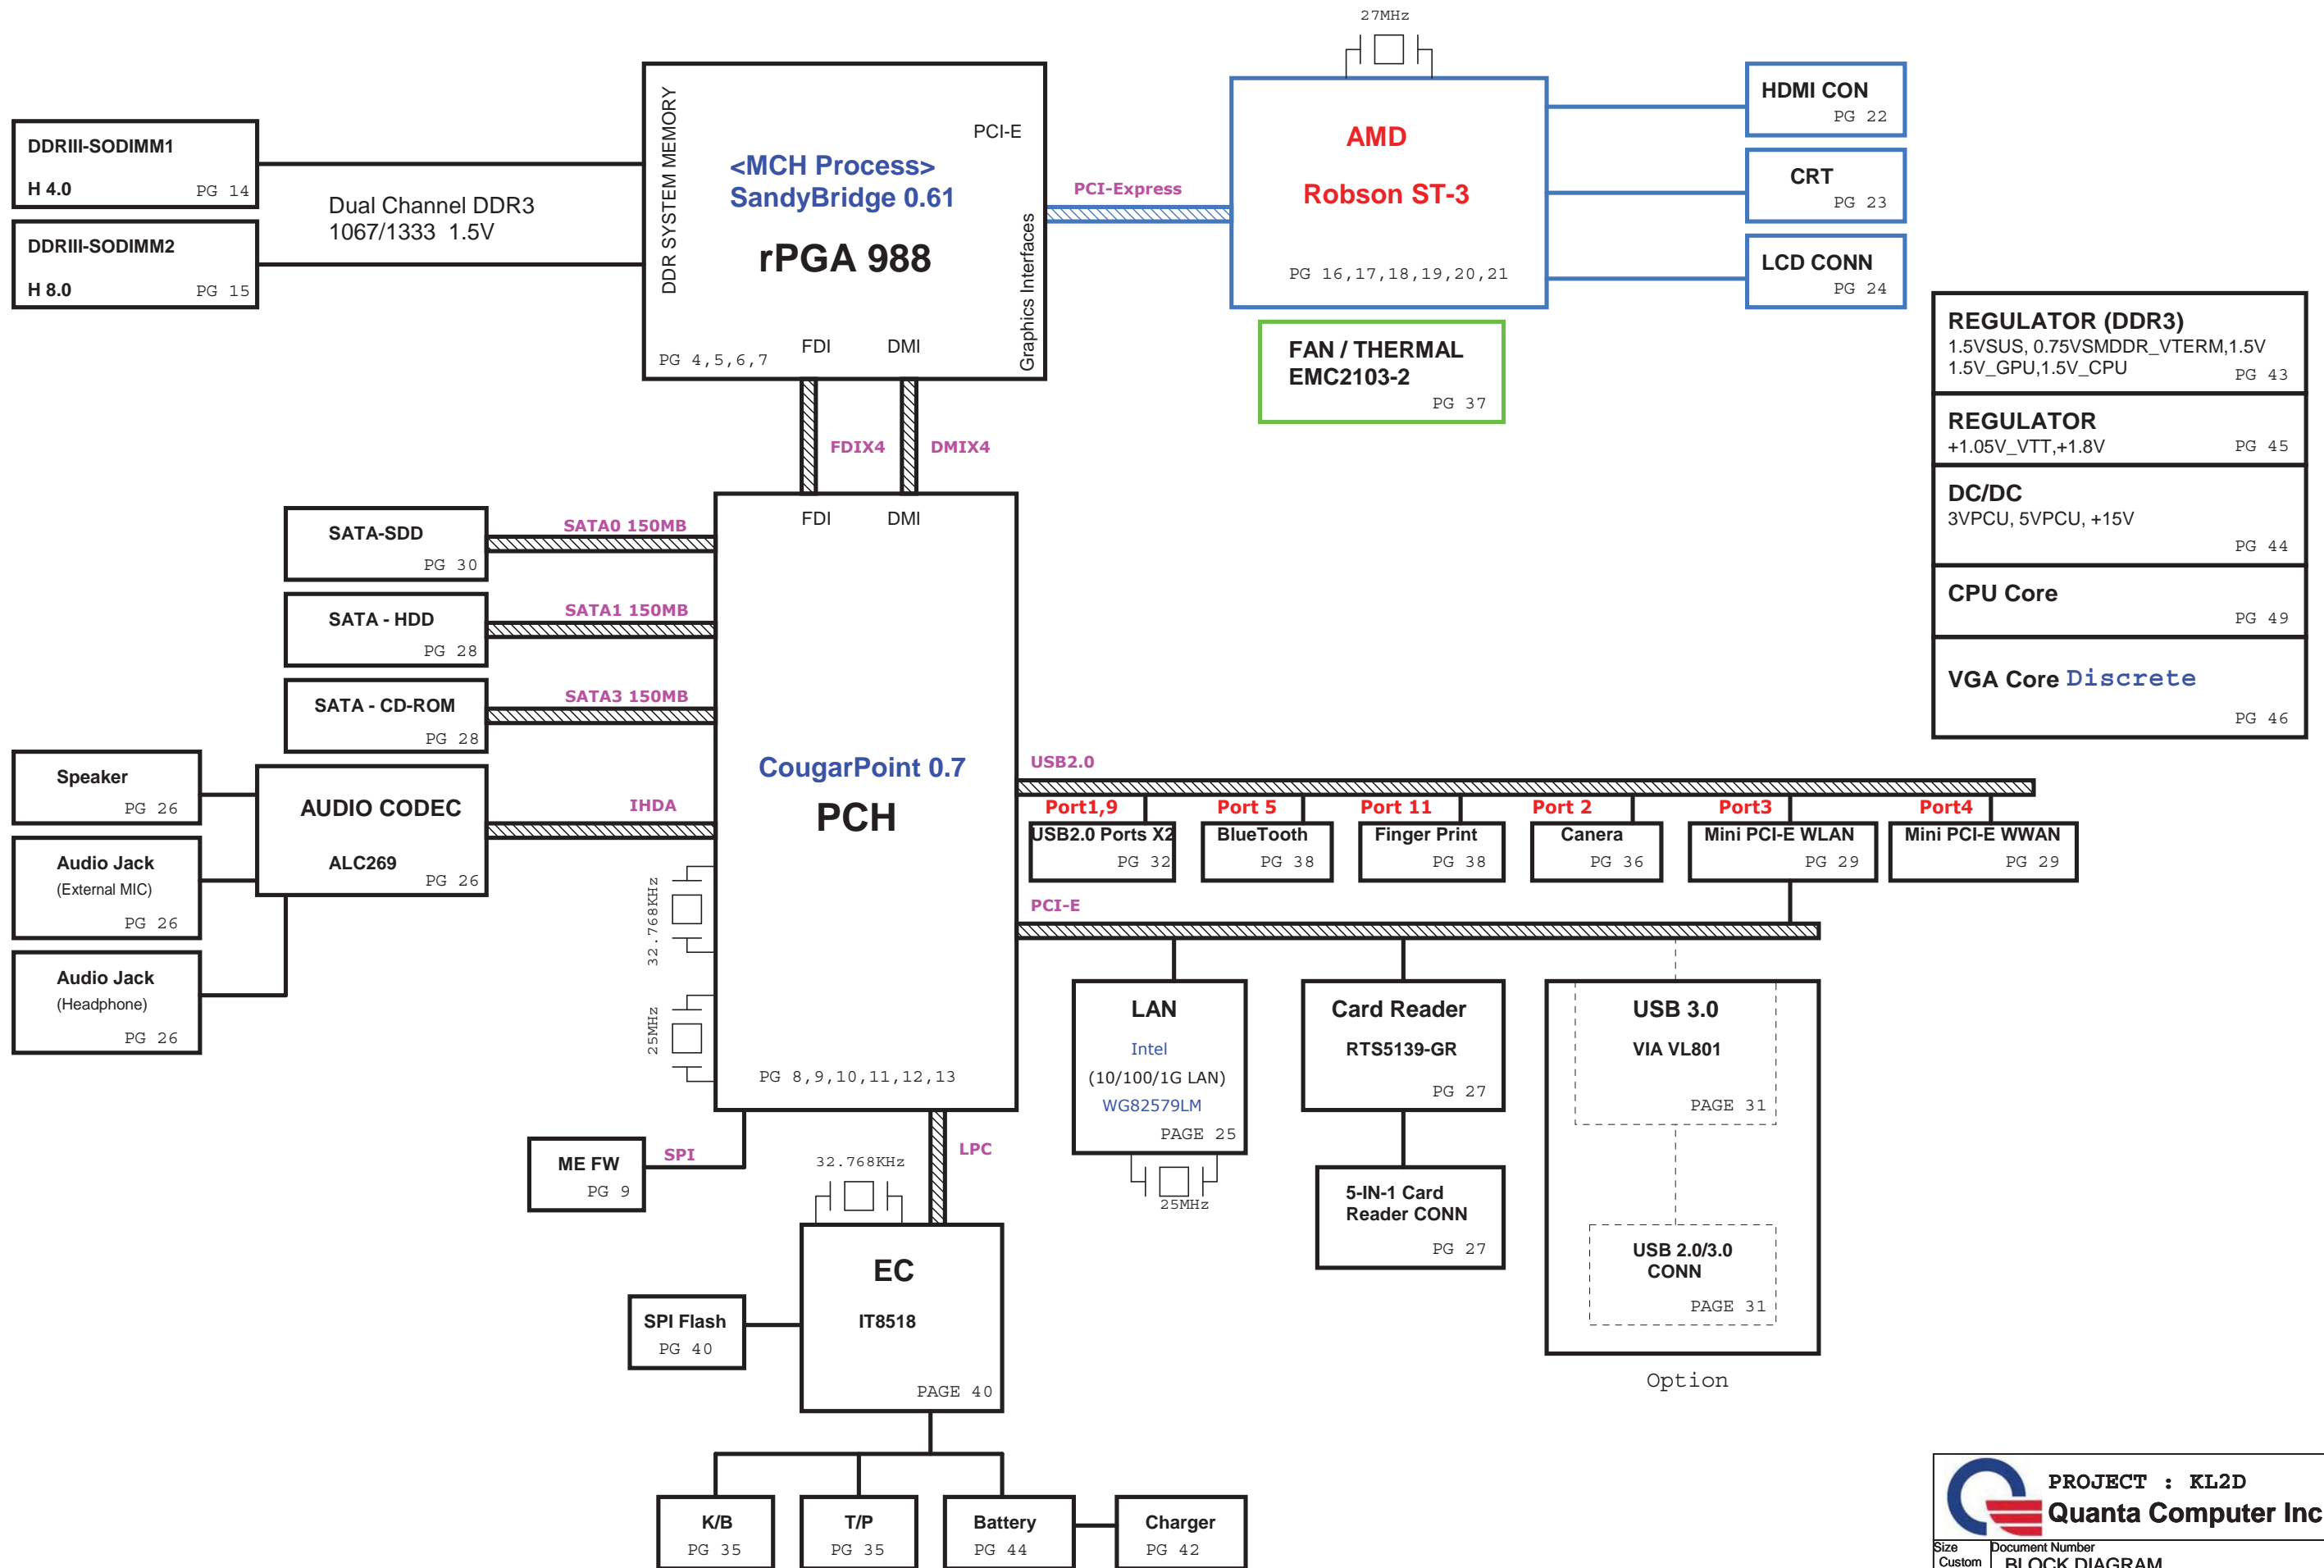 27MHz
DDRIII-SODIMM1
H 4.0 PG 14
DDRIII-SODIMM2
H 8.0 PG 15
Dual Channel DDR3
1067/1333 1.5V
DDR SYSTEM MEMORY
PCI-E
<MCH Process>
SandyBridge 0.61
rPGA 988
Graphics Interfaces
PG 4,5,6,7
FDI DMI
PCI-Express
AMD
Robson ST-3
PG 16,17,18,19,20,21
HDMI CON
PG 22
CRT
PG 23
LCD CONN
PG 24
FAN / THERMAL
EMC2103-2
PG 37
REGULATOR (DDR3)
1.5VSUS, 0.75VSMDDR_VTERM,1.5V
1.5V_GPU,1.5V_CPU PG 43
REGULATOR
+1.05V_VTT,+1.8V PG 45
DC/DC
3VPCU, 5VPCU, +15V
PG 44
CPU Core
PG 49
VGA Core Discrete
PG 46
FDIX4 DMIX4
FDI DMI
SATA-SDD
PG 30
SATA0 150MB
SATA - HDD
PG 28
SATA1 150MB
SATA - CD-ROM
PG 28
SATA3 150MB
CougarPoint 0.7
PCH
PG 8,9,10,11,12,13
Speaker
PG 26
Audio Jack
(External MIC)
PG 26
Audio Jack
(Headphone)
PG 26
AUDIO CODEC
ALC269
PG 26
IHDA
32.768KHz
25MHz
USB2.0
Port1,9 Port 5 Port 11 Port 2 Port3 Port4
USB2.0 Ports X2
PG 32
BlueTooth
PG 38
Finger Print
PG 38
Canera
PG 36
Mini PCI-E WLAN
PG 29
Mini PCI-E WWAN
PG 29
PCI-E
LAN
Intel
(10/100/1G LAN)
WG82579LM
PAGE 25
25MHz
Card Reader
RTS5139-GR
PG 27
5-IN-1 Card
Reader CONN
PG 27
USB 3.0
VIA VL801
PAGE 31
USB 2.0/3.0
CONN
PAGE 31
Option
ME FW
PG 9
SPI
LPC
32.768KHz
EC
IT8518
PAGE 40
SPI Flash
PG 40
K/B
PG 35
T/P
PG 35
Battery
PG 44
Charger
PG 42
PROJECT : KL2D
Quanta Computer Inc
Size Document Number
Custom BLOCK DIAGRAM